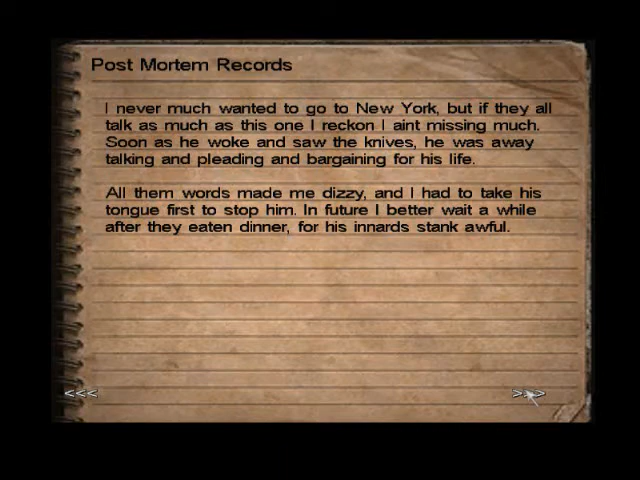 Post Mortem Records
I never much wanted to go to New York, but if they all
talk as much as this one I reckon I aint missing much.
Soon as he woke and saw the knives, he was away
talking and pleading and bargaining for his life.
All them words made me dizzy, and I had to take his
tongue first to stop him. In future I better wait a while
after they eaten dinner, for his innards stank awful.
<<< >>>